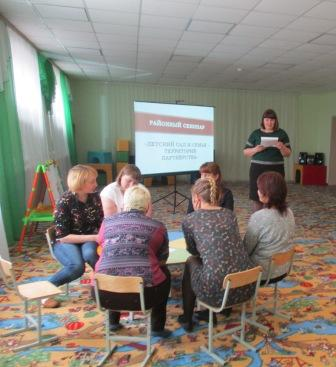 РАЙОННЫЙ СЕМИНАР
«ДЕТСКИЙ САД И СЕМЬЯ –
ТЕРРИТОРИЯ
ПАРТНЕРСТВА»